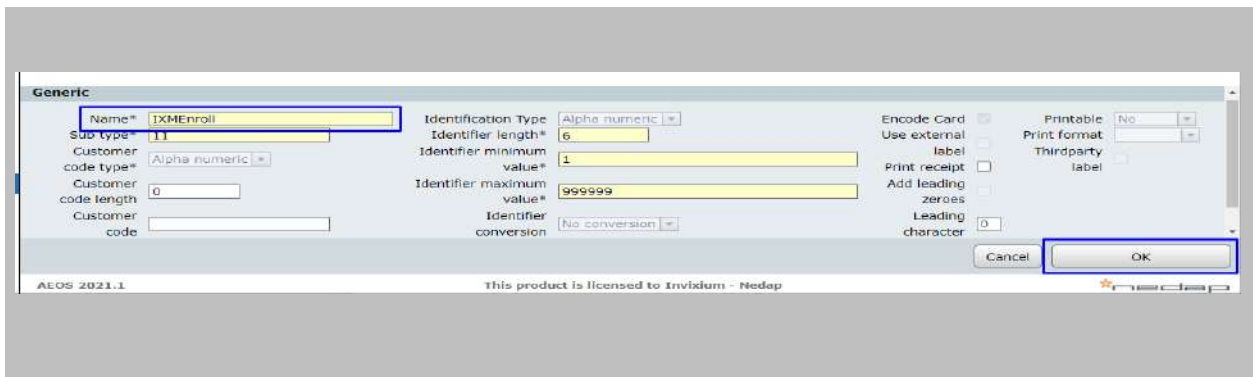 Generic
Name* IXMEnroll Identification Type Alpha numeric Encode Card Printable No
Sub type* 11 Identifier length* 6 Use external label Print format
Customer code type* Alpha numeric Identifier minimum value* 1 Print receipt Thirdparty label
Customer code length 0 Identifier maximum value* 999999 Add leading zeroes
Customer code Identifier conversion No conversion Leading character 0
Cancel OK
AEOS 2021.1 This product is licensed to Invixium - Nedap nedap